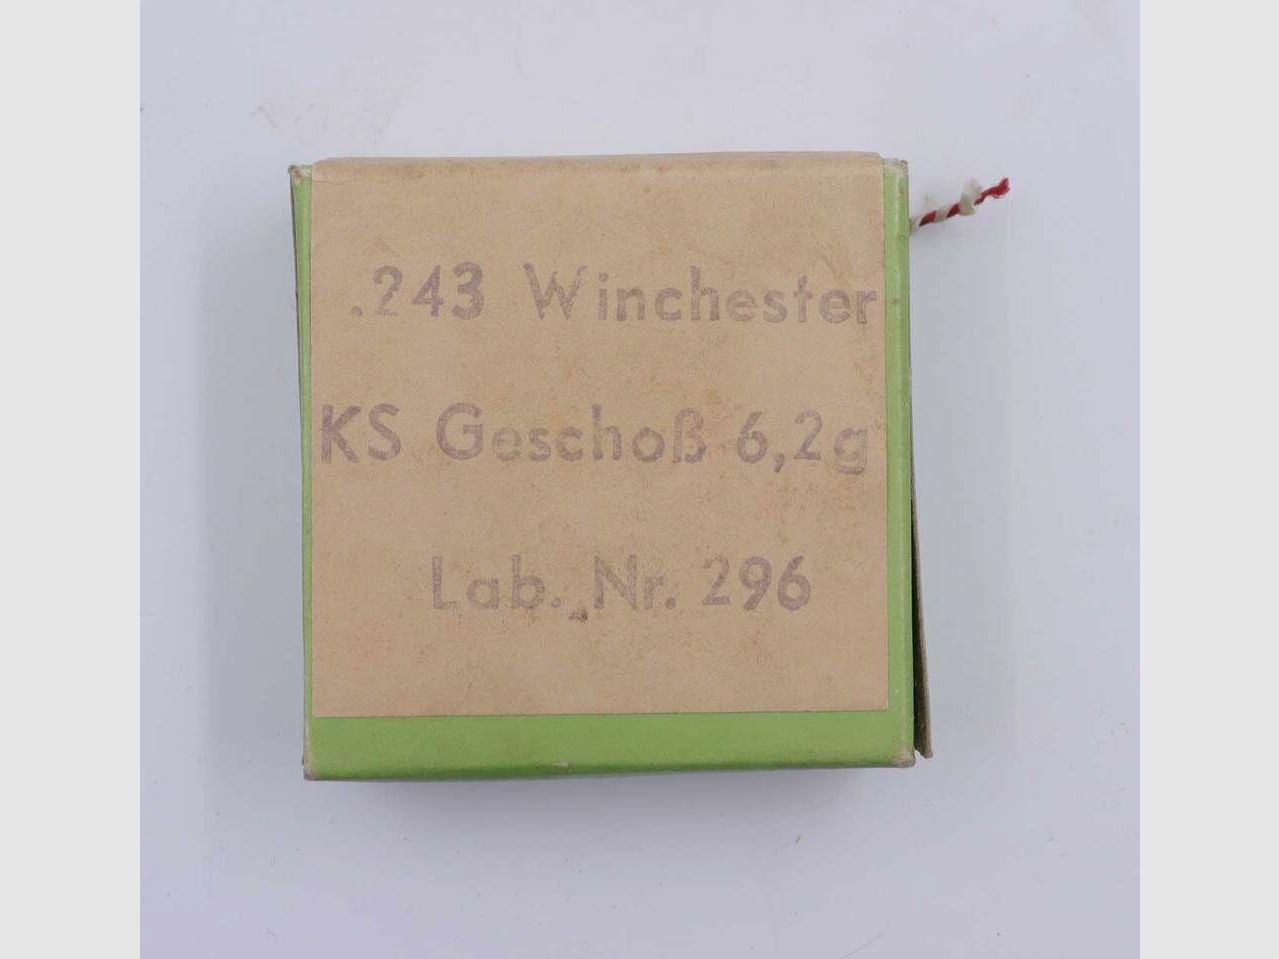 .243 Winchester
KS Geschoß 6,2g
Lab. Nr. 296